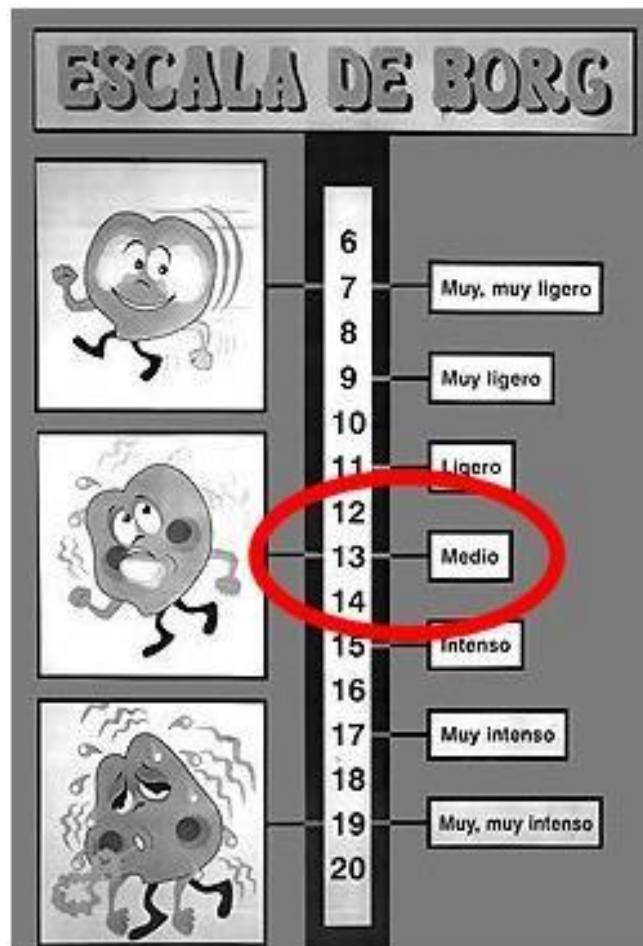 ESCALA DE BORG
6
7 Muy, muy ligero
8
9 Muy ligero
10
11 Ligero
12
13 Medio
14
15 Intenso
16
17 Muy intenso
18
19 Muy, muy intenso
20